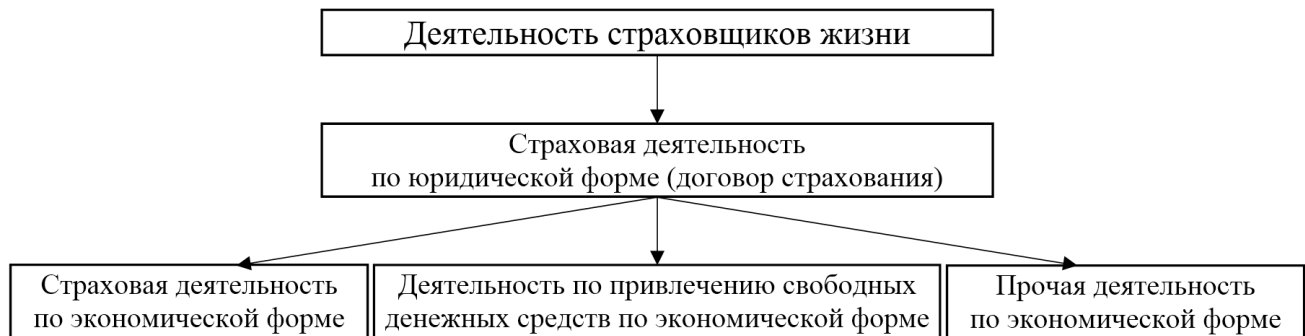 Деятельность страховщиков жизни
Страховая деятельность
по юридической форме (договор страхования)
Страховая деятельность
по экономической форме
Деятельность по привлечению свободных
денежных средств по экономической форме
Прочая деятельность
по экономической форме